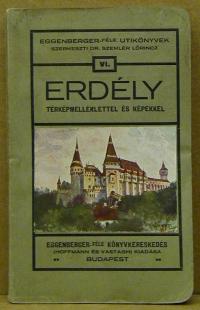 EGGENBERGER-FÉLE UTIKÖNYVEK
SZERKESZTI DR. SZEMLÉR LŐRINCZ
VI.
ERDÉLY
TÉRKÉPMELLÉKLETTEL ÉS KÉPEKKEL
EGGENBERGER-FÉLE KÖNYVKERESKEDÉS
(HOFFMANN ÉS VASTAGH) KIADÁSA
BUDAPEST